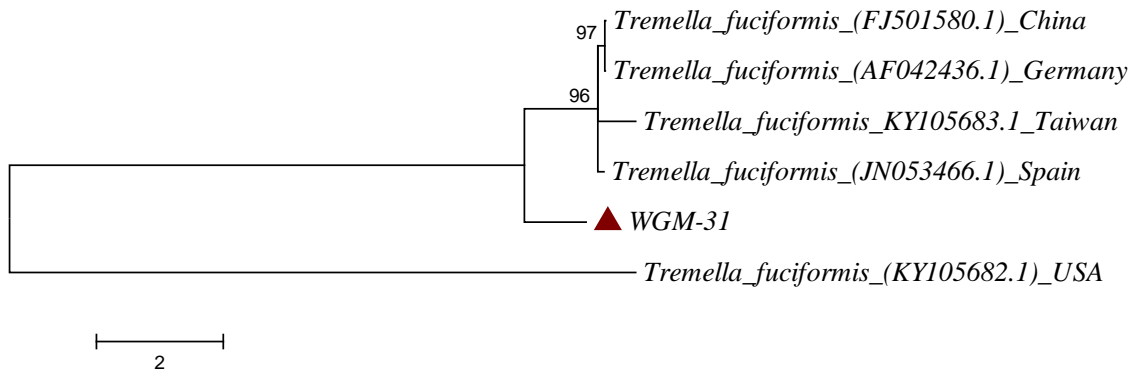 Tremella_fuciformis_(FJ501580.1)_China
97
Tremella_fuciformis_(AF042436.1)_Germany
96
Tremella_fuciformis_KY105683.1_Taiwan
Tremella_fuciformis_(JN053466.1)_Spain
WGM-31
Tremella_fuciformis_(KY105682.1)_USA
2